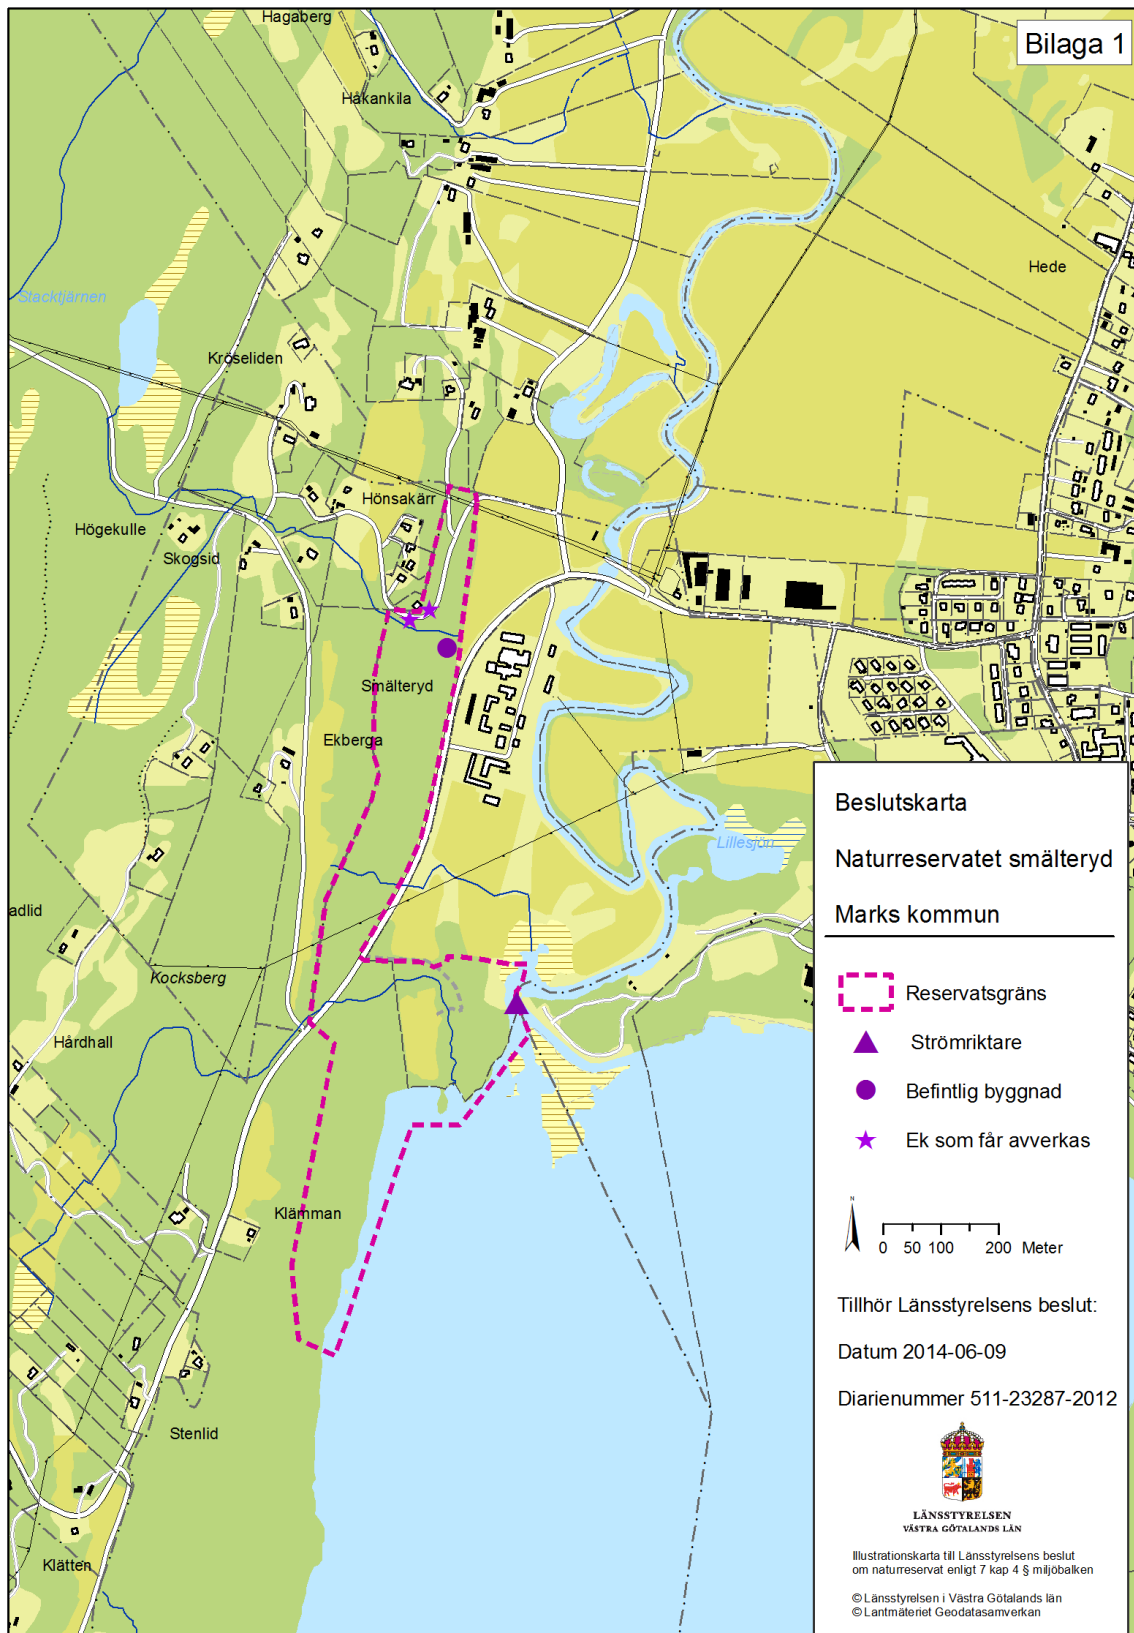 Hagaberg
Bilaga 1
Håkankila
Hede
Stacktjärnen
Kröseliden
Hönsakärr
Högekulle
Skogsid
Smälteryd
Ekberga
Lillesjön
adlid
Kocksberg
Hårdhall
Klämman
Stenlid
Klätten
Beslutskarta
Naturreservatet smälteryd
Marks kommun
Reservatsgräns
Strömriktare
Befintlig byggnad
Ek som får avverkas
N
0 50 100 200 Meter
Tillhör Länsstyrelsens beslut:
Datum 2014-06-09
Diarienummer 511-23287-2012
LÄNSSTYRELSEN
VÄSTRA GÖTALANDS LÄN
Illustrationskarta till Länsstyrelsens beslut
om naturreservat enligt 7 kap 4 § miljöbalken
© Länsstyrelsen i Västra Götalands län
© Lantmäteriet Geodatasamverkan